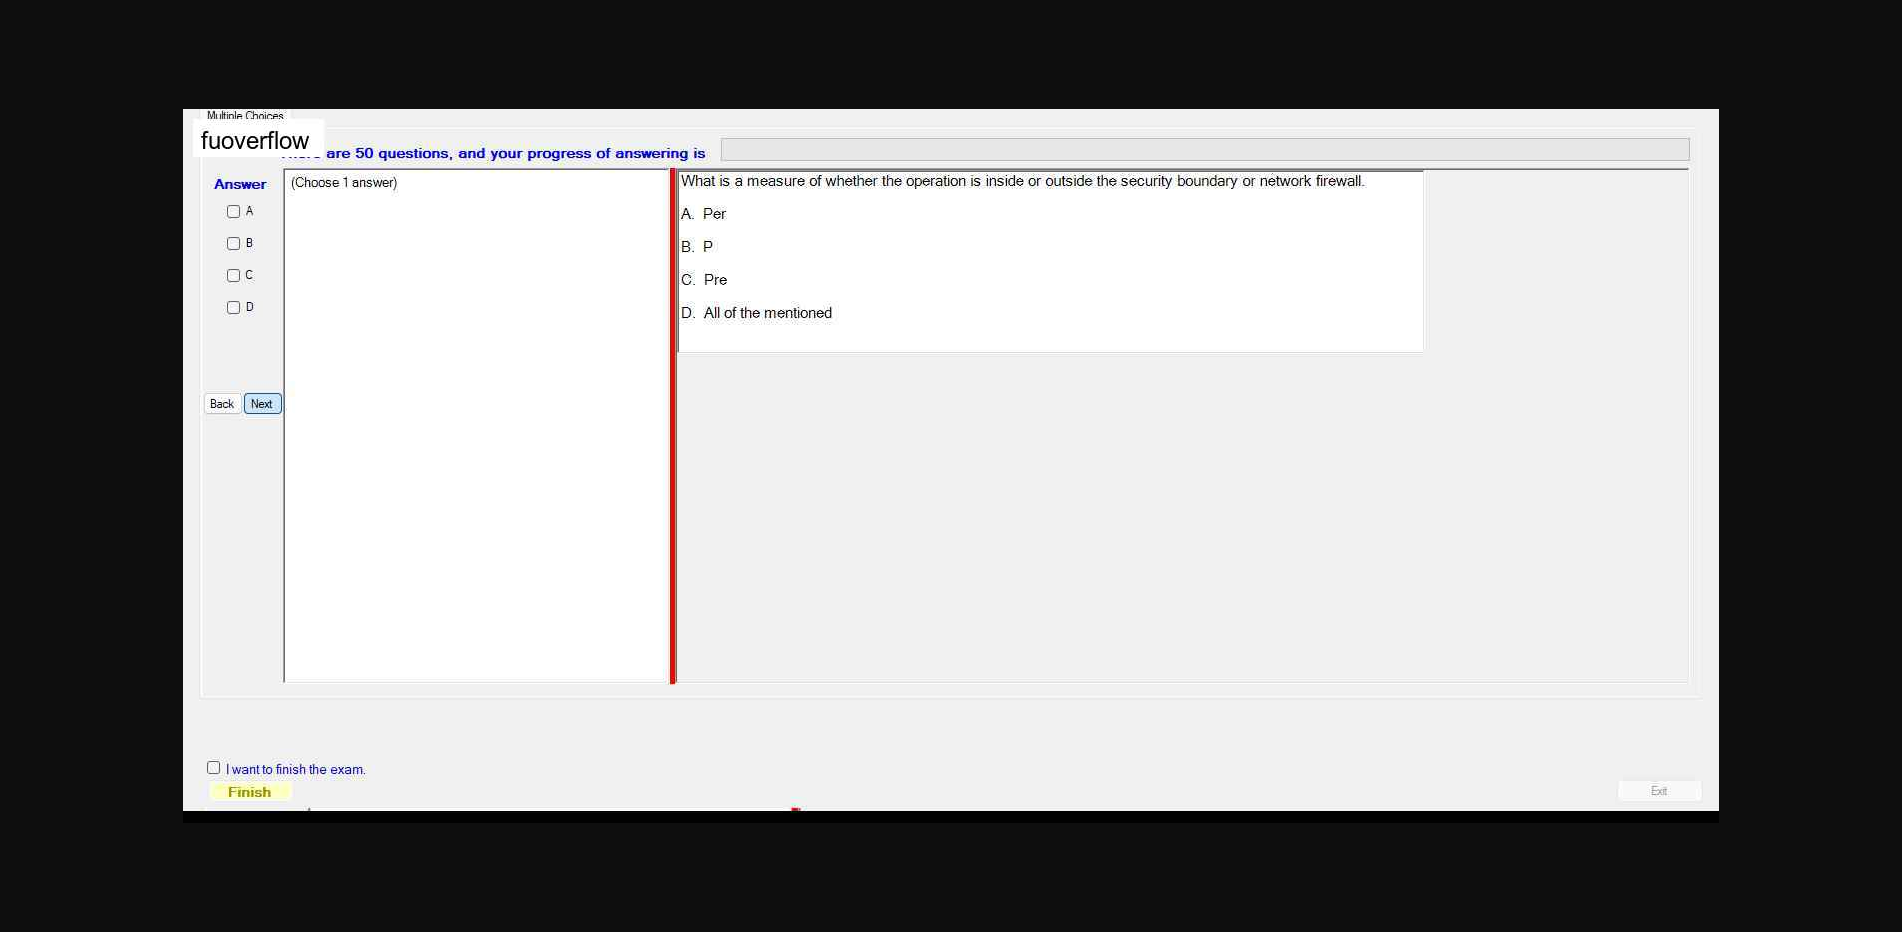 Multiple Choices
fuoverflow
are 50 questions, and your progress of answering is
Answer
(Choose 1 answer)
A
B
C
D
Back
Next
What is a measure of whether the operation is inside or outside the security boundary or network firewall.
A. Per
B. P
C. Pre
D. All of the mentioned
I want to finish the exam.
Finish
Exit